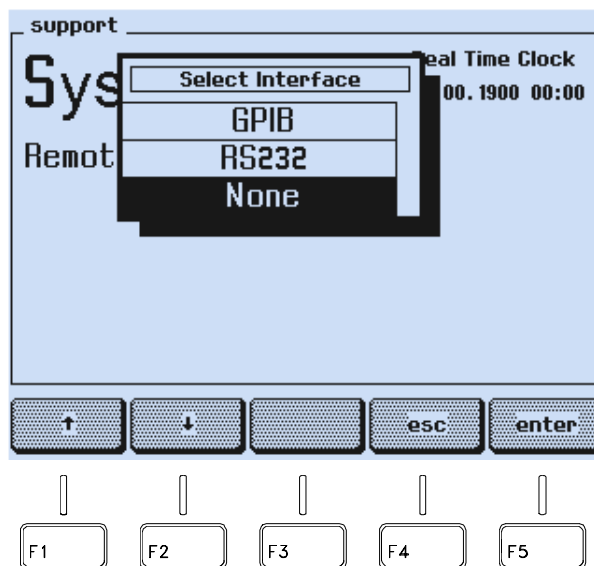 support
Sys
Real Time Clock
Select Interface
00.1900 00:00
GPIB
Remot
RS232
None
↑ ↓ esc enter
F1 F2 F3 F4 F5